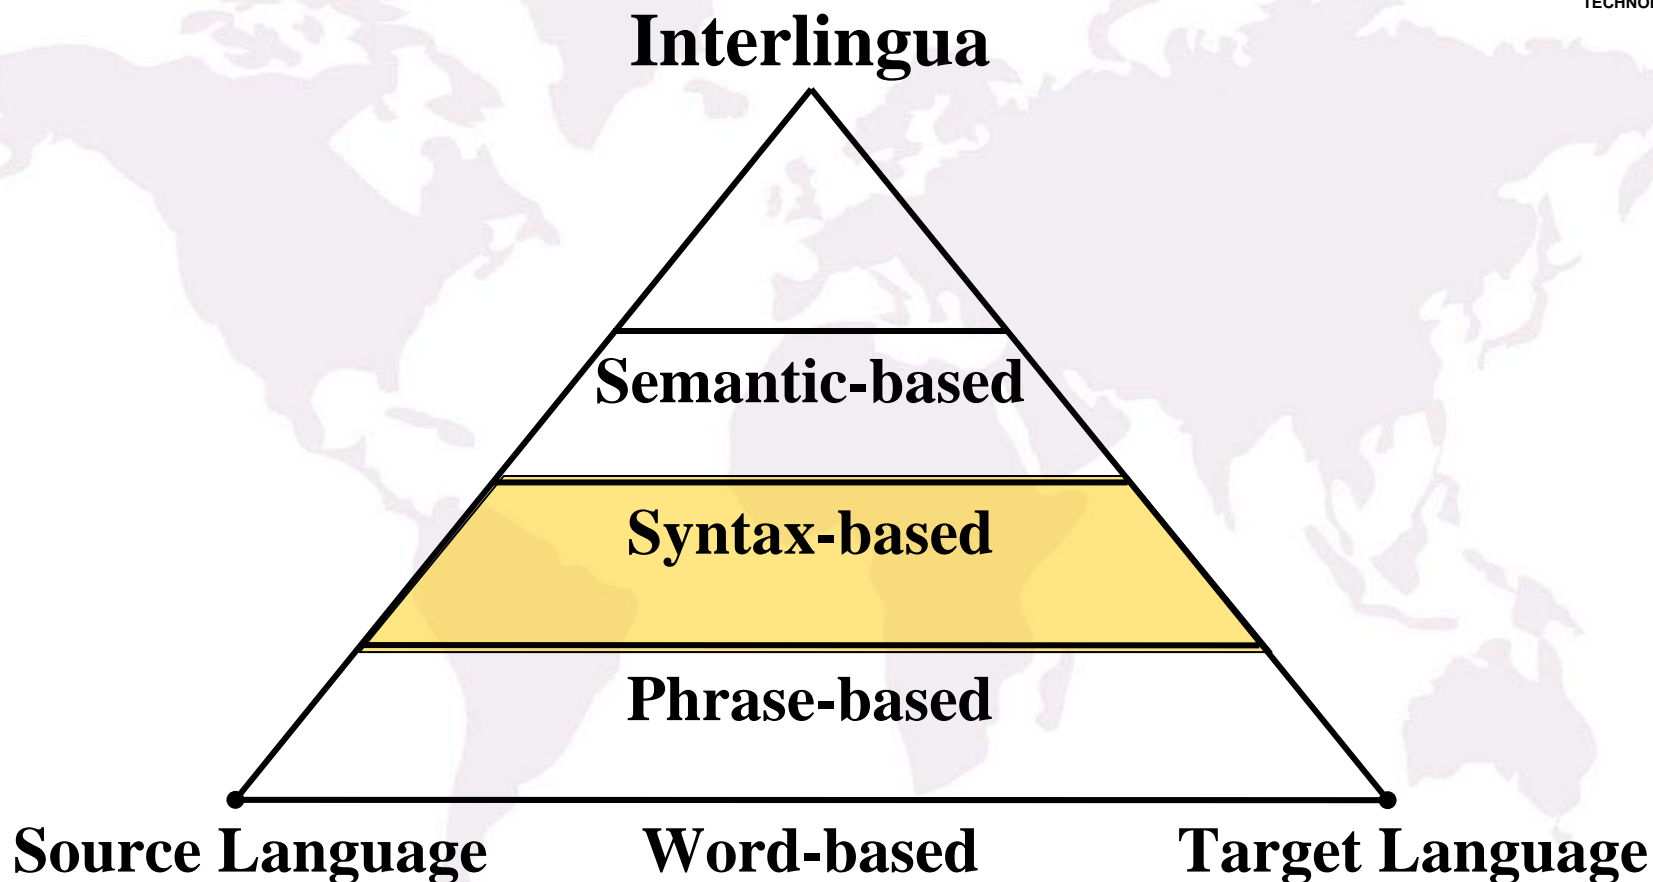 Interlingua
Semantic-based
Syntax-based
Phrase-based
Source Language Word-based Target Language